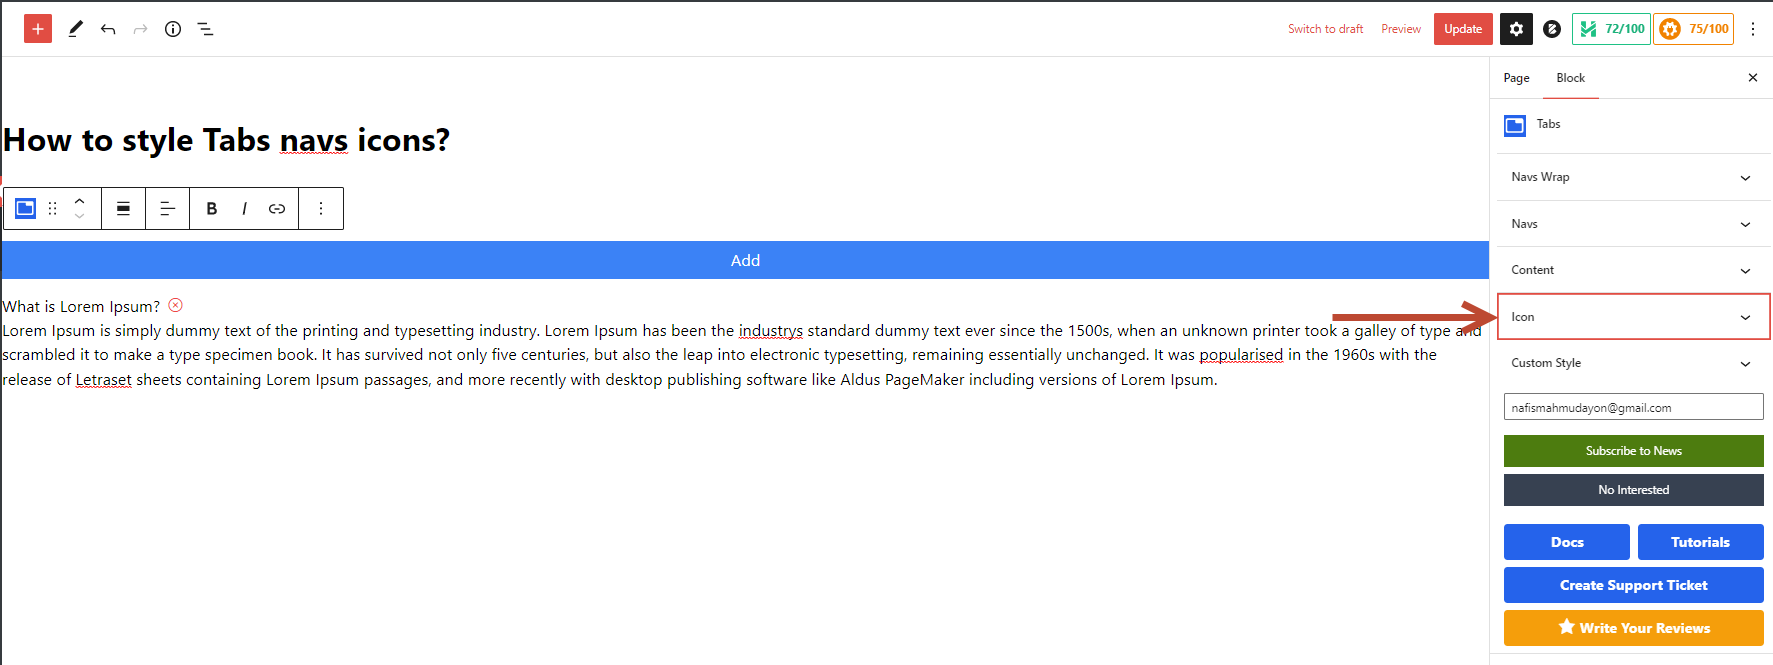 Switch to draft Preview Update 72/100 75/100
Page Block
Tabs
Navs Wrap
Navs
Content
Icon
Custom Style
nafismahmudayon@gmail.com
Subscribe to News
No Interested
Docs Tutorials
Create Support Ticket
Write Your Reviews
How to style Tabs navs icons?
B I
Add
What is Lorem Ipsum?
Lorem Ipsum is simply dummy text of the printing and typesetting industry. Lorem Ipsum has been the industrys standard dummy text ever since the 1500s, when an unknown printer took a galley of type and
scrambled it to make a type specimen book. It has survived not only five centuries, but also the leap into electronic typesetting, remaining essentially unchanged. It was popularised in the 1960s with the
release of Letraset sheets containing Lorem Ipsum passages, and more recently with desktop publishing software like Aldus PageMaker including versions of Lorem Ipsum.